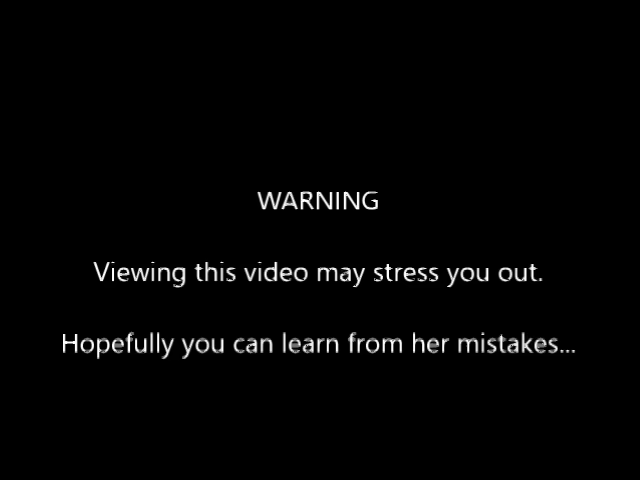 WARNING
Viewing this video may stress you out.
Hopefully you can learn from her mistakes...